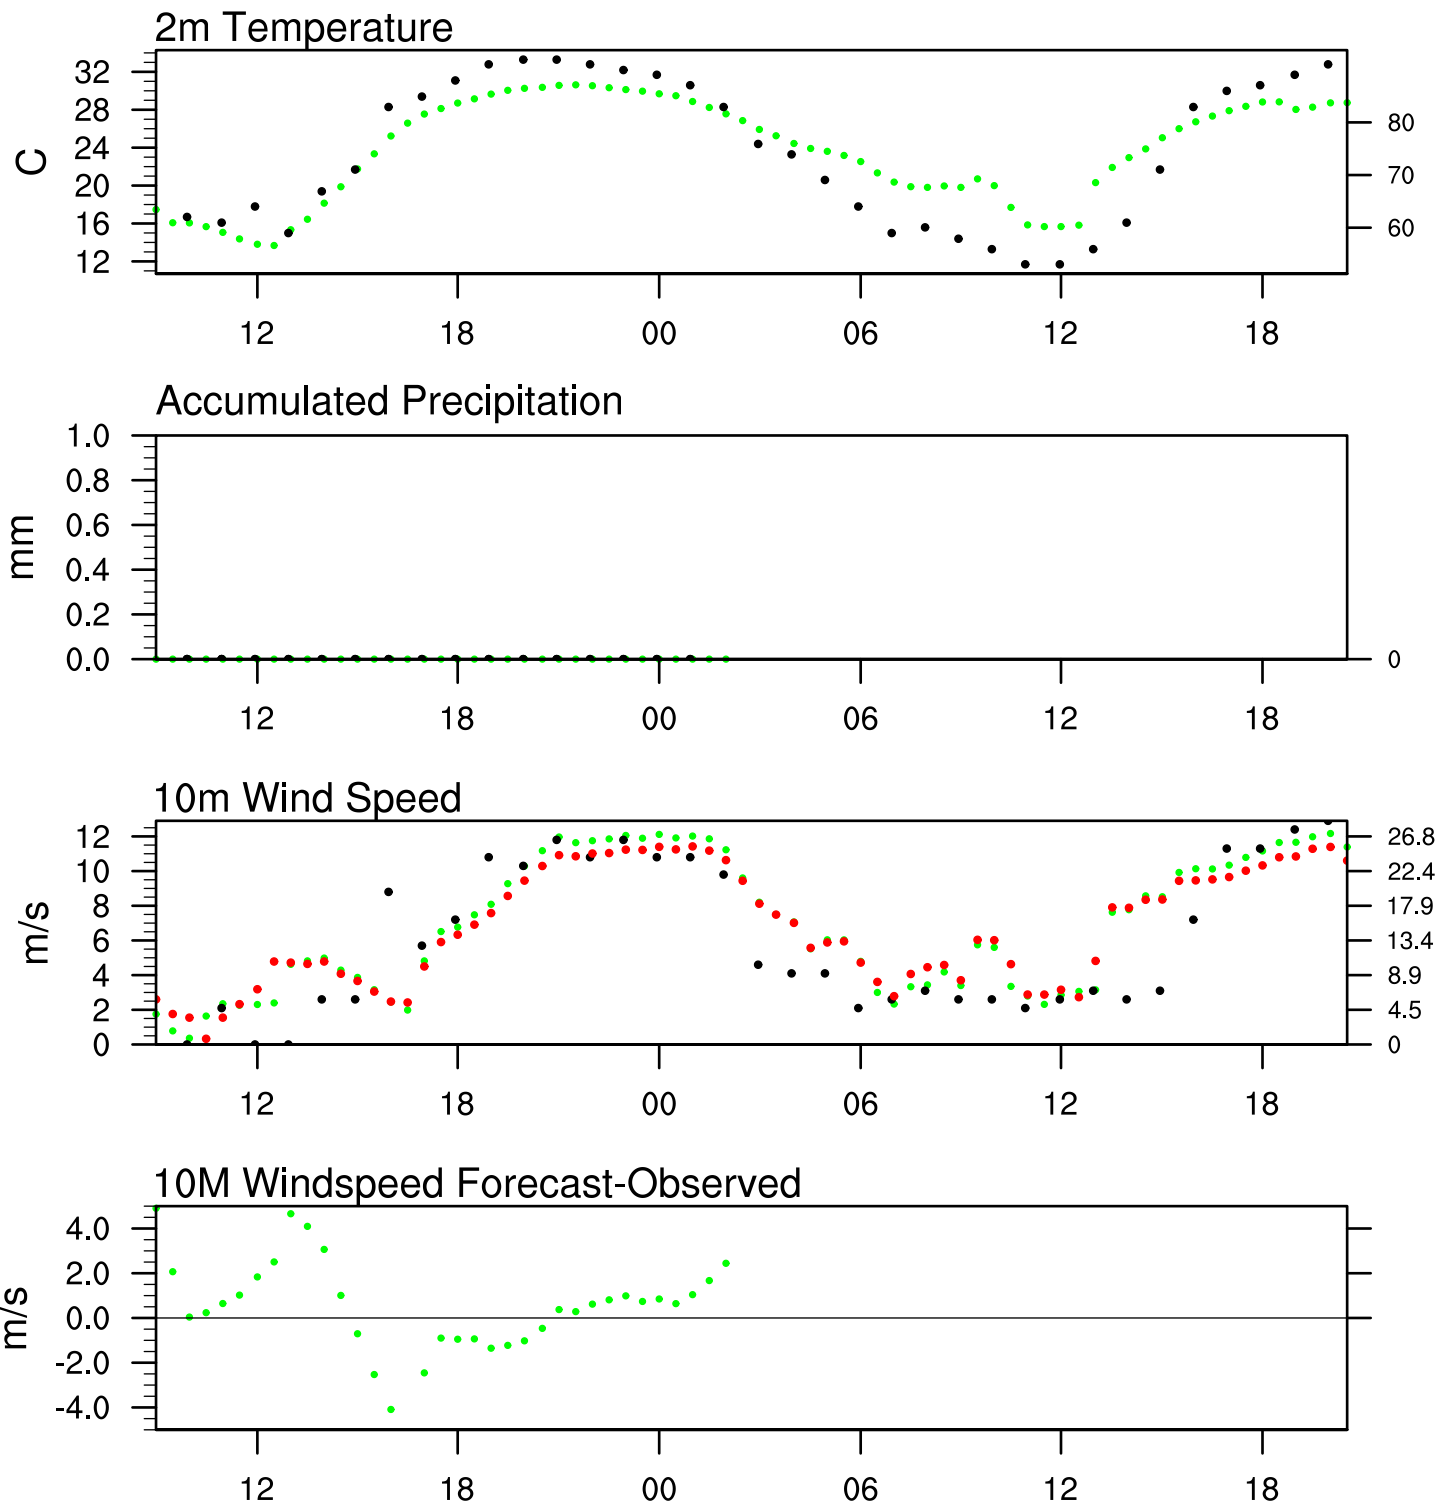 2m Temperature
32
28
24
20
16
12
C
80
70
60
12 18 00 06 12 18
Accumulated Precipitation
1.0
0.8
0.6
0.4
0.2
0.0
mm
0
12 18 00 06 12 18
10m Wind Speed
12
10
8
6
4
2
0
m/s
26.8
22.4
17.9
13.4
8.9
4.5
0
12 18 00 06 12 18
10M Windspeed Forecast-Observed
4.0
2.0
0.0
-2.0
-4.0
m/s
12 18 00 06 12 18